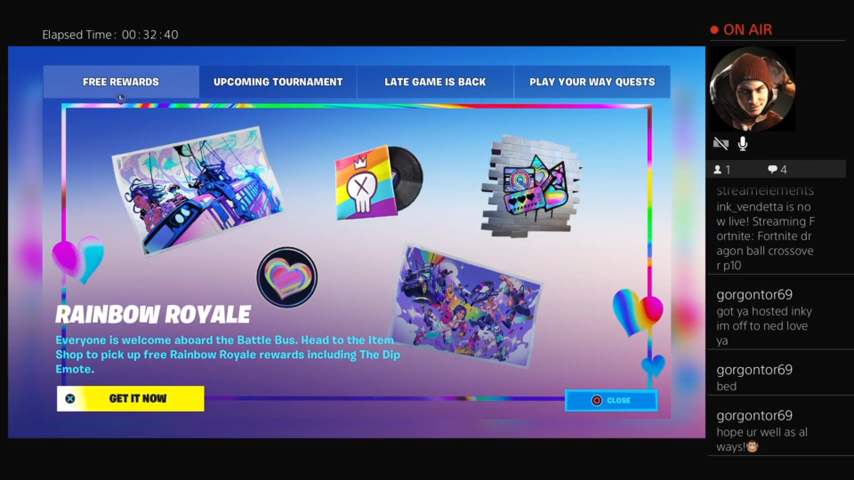 Elapsed Time: 00:32:40
ON AIR
FREE REWARDS
UPCOMING TOURNAMENT
LATE GAME IS BACK
PLAY YOUR WAY QUESTS
RAINBOW ROYALE
Everyone is welcome aboard the Battle Bus. Head to the Item
Shop to pick up free Rainbow Royale rewards including The Dip
Emote.
GET IT NOW
CLOSE
1
4
streamelements
ink_vendetta is no
w live! Streaming F
ortnite: Fortnite dr
agon ball crossove
r p10
gorgontor69
got ya hosted inky
im off to ned love
ya
gorgontor69
bed
gorgontor69
hope ur well as al
ways!